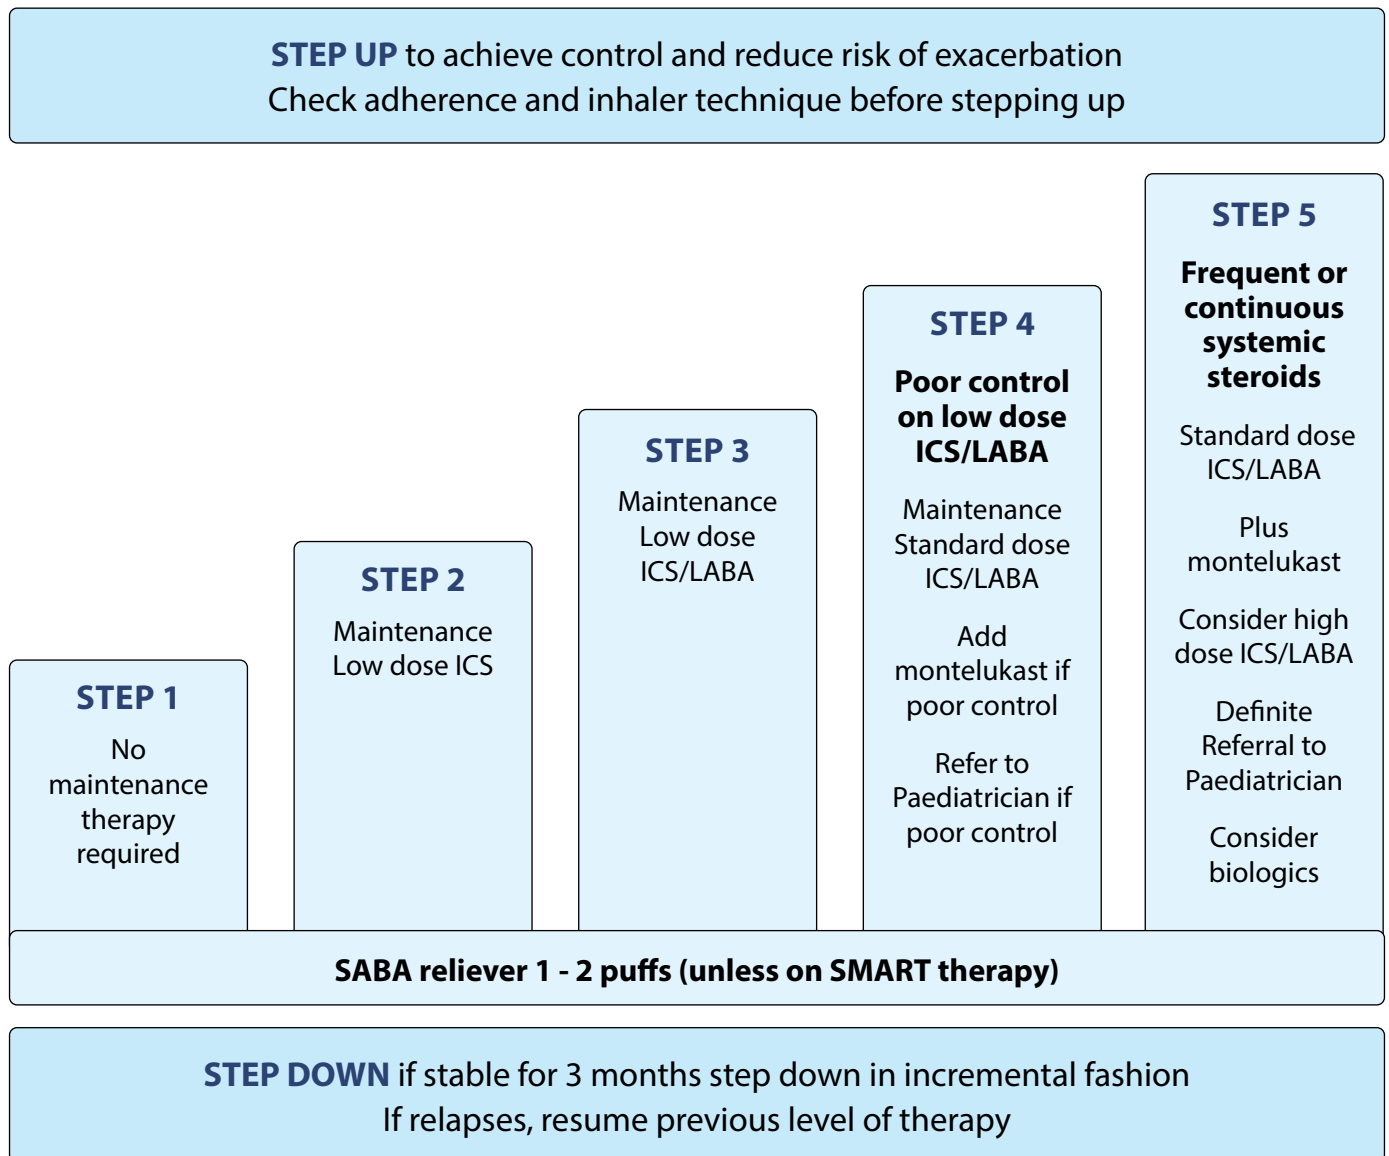 STEP UP to achieve control and reduce risk of exacerbation
Check adherence and inhaler technique before stepping up
STEP 1
No
maintenance
therapy
required
STEP 2
Maintenance
Low dose ICS
STEP 3
Maintenance
Low dose
ICS/LABA
STEP 4
Poor control
on low dose
ICS/LABA
Maintenance
Standard dose
ICS/LABA
Add
montelukast if
poor control
Refer to
Paediatrician if
poor control
STEP 5
Frequent or
continuous
systemic
steroids
Standard dose
ICS/LABA
Plus
montelukast
Consider high
dose ICS/LABA
Definite
Referral to
Paediatrician
Consider
biologics
SABA reliever 1 - 2 puffs (unless on SMART therapy)
STEP DOWN if stable for 3 months step down in incremental fashion
If relapses, resume previous level of therapy